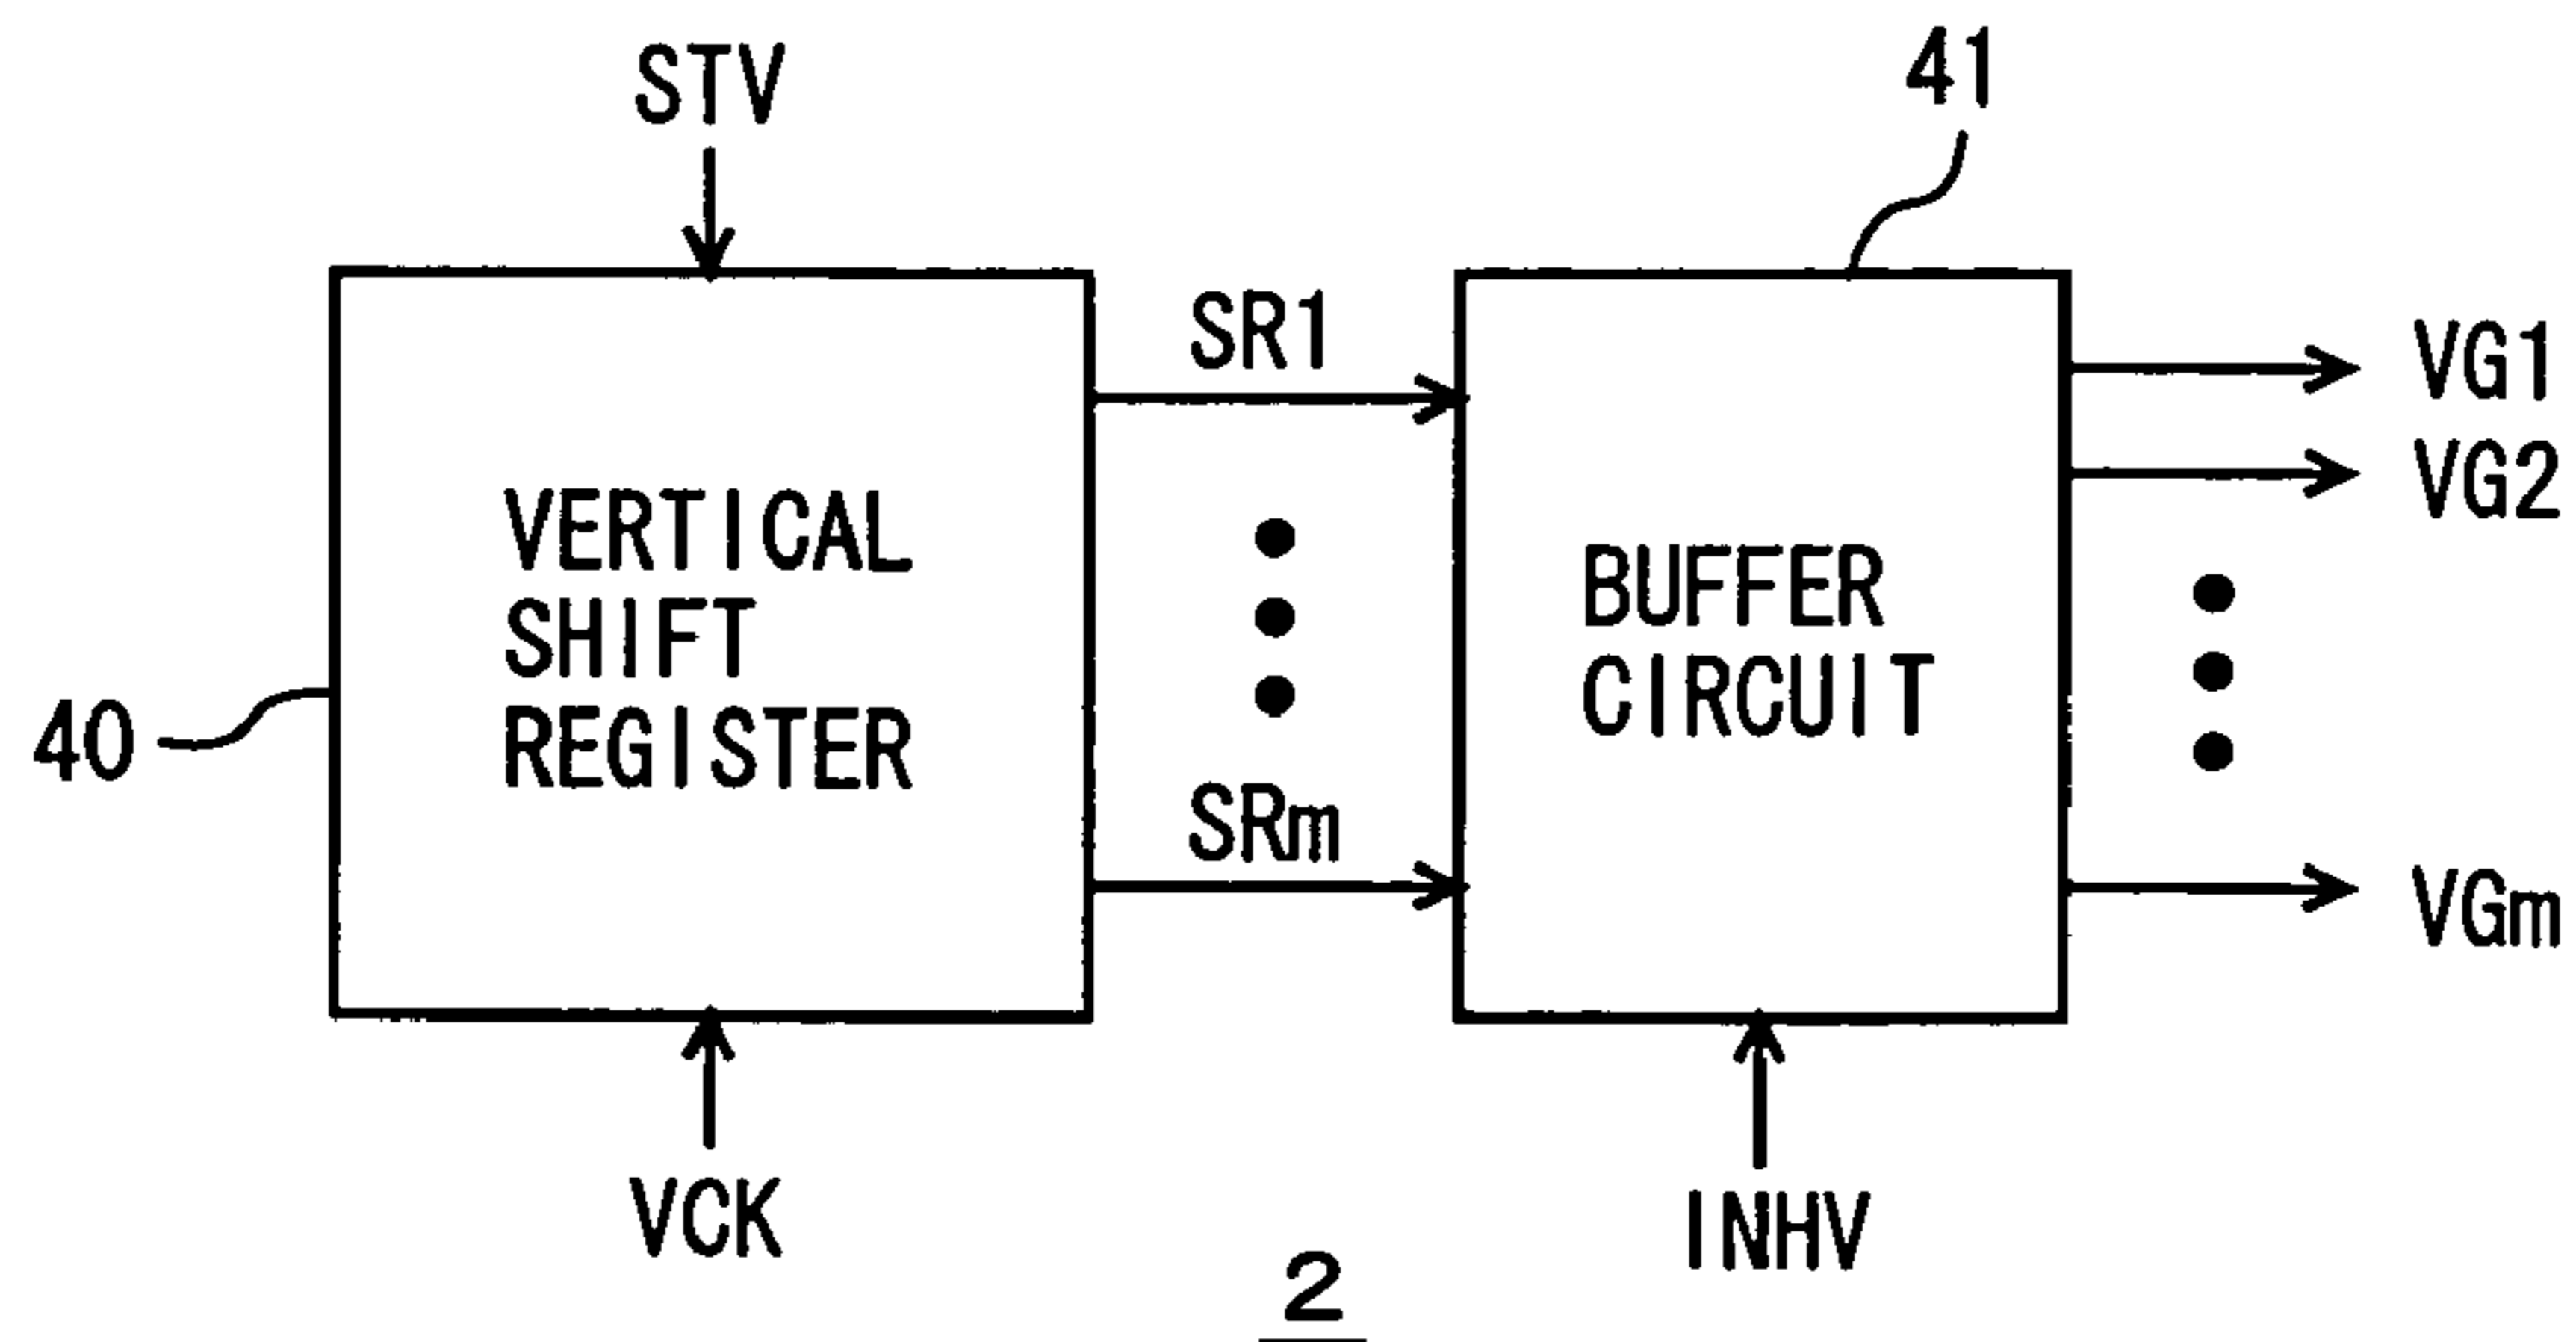 STV
41
SR1
VG1
VG2
VERTICAL
SHIFT
REGISTER
BUFFER
CIRCUIT
40
SRm
VGm
VCK
INHV
2